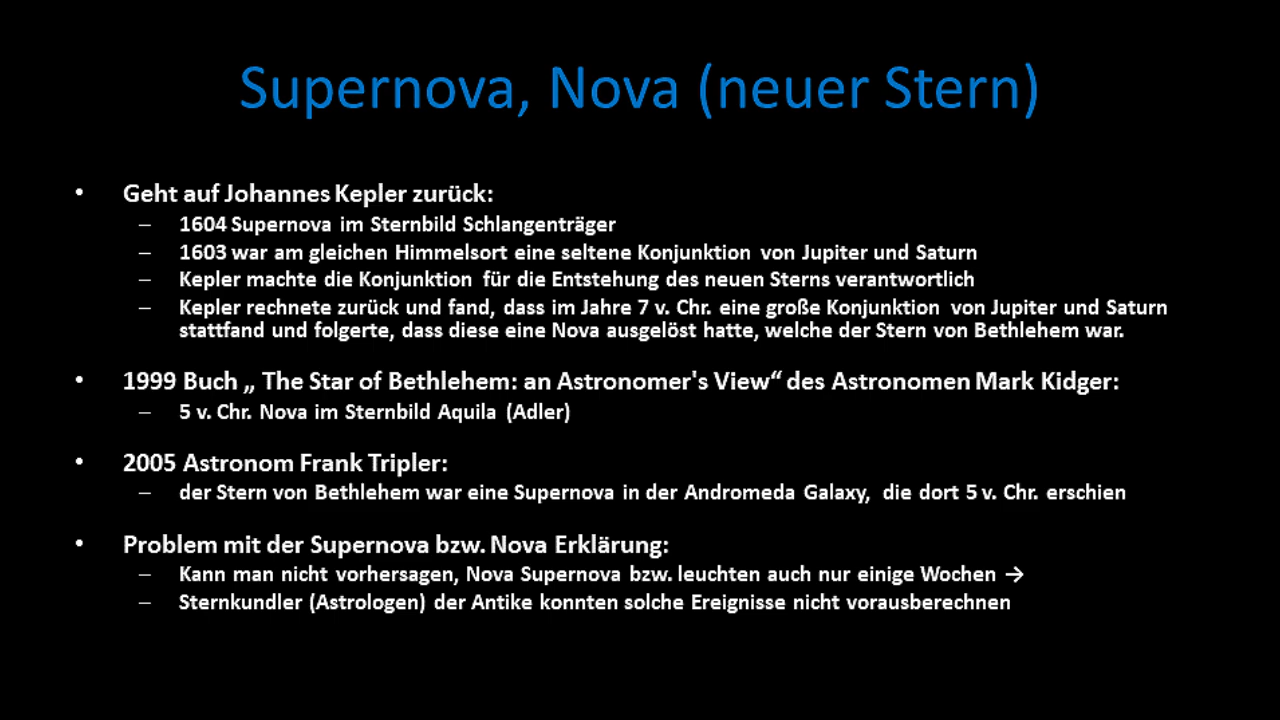 Supernova, Nova (neuer Stern)
• Geht auf Johannes Kepler zurück:
– 1604 Supernova im Sternbild Schlangenträger
– 1603 war am gleichen Himmelsort eine seltene Konjunktion von Jupiter und Saturn
– Kepler machte die Konjunktion für die Entstehung des neuen Sterns verantwortlich
– Kepler rechnete zurück und fand, dass im Jahre 7 v. Chr. eine große Konjunktion von Jupiter und Saturn
stattfand und folgerte, dass diese eine Nova ausgelöst hatte, welche der Stern von Bethlehem war.
• 1999 Buch „ The Star of Bethlehem: an Astronomer's View“ des Astronomen Mark Kidger:
– 5 v. Chr. Nova im Sternbild Aquila (Adler)
• 2005 Astronom Frank Tripler:
– der Stern von Bethlehem war eine Supernova in der Andromeda Galaxy, die dort 5 v. Chr. erschien
• Problem mit der Supernova bzw. Nova Erklärung:
– Kann man nicht vorhersagen, Nova Supernova bzw. leuchten auch nur einige Wochen →
– Sternkundler (Astrologen) der Antike konnten solche Ereignisse nicht vorausberechnen